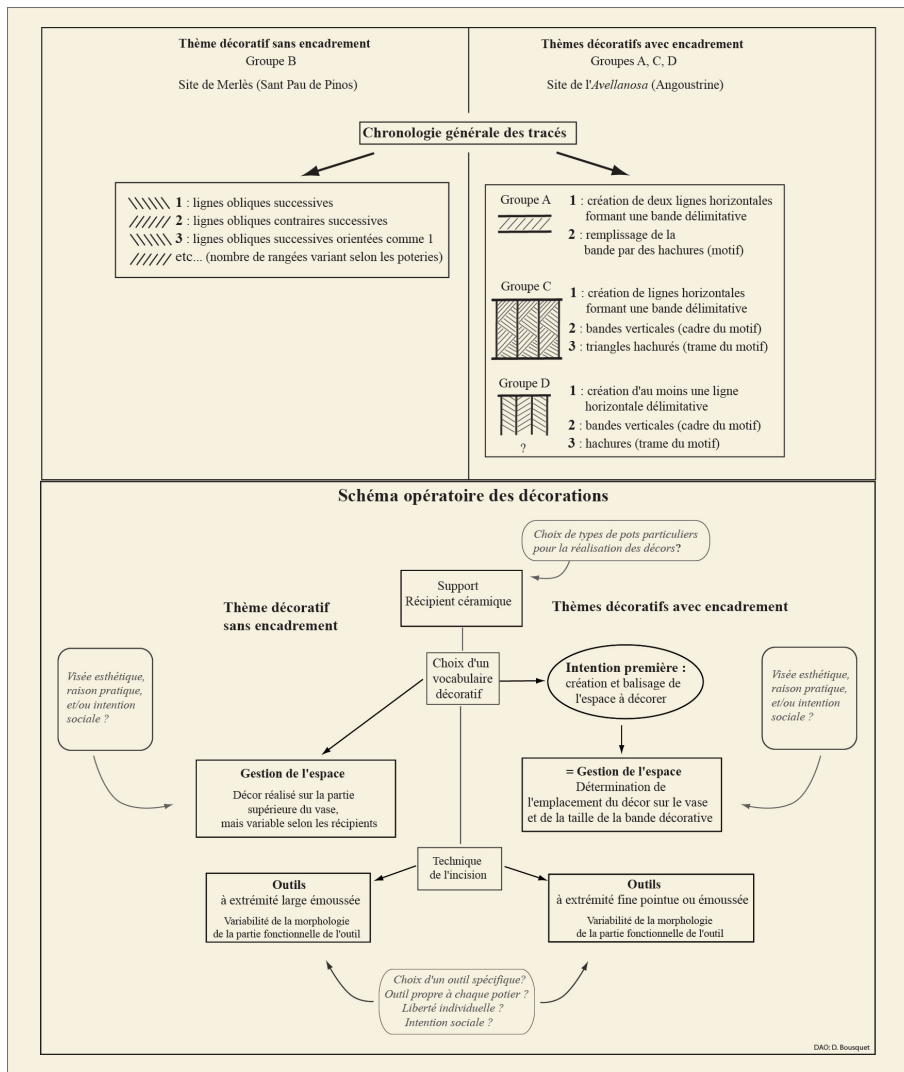 Thème décoratif sans encadrement
Groupe B
Site de Merlès (Sant Pau de Pinos)
Thèmes décoratifs avec encadrement
Groupes A, C, D
Site de l'Avellanosa (Angoustrine)
Chronologie générale des tracés
1 : lignes obliques successives
2 : lignes obliques contraires successives
3 : lignes obliques successives orientées comme 1
etc... (nombre de rangées variant selon les poteries)
Groupe A
1 : création de deux lignes horizontales
formant une bande délimitative
2 : remplissage de la
bande par des hachures (motif)
Groupe C
1 : création de lignes horizontales
formant une bande délimitative
2 : bandes verticales (cadre du motif)
3 : triangles hachurés (trame du motif)
Groupe D
?
1 : création d'au moins une ligne
horizontale délimitative
2 : bandes verticales (cadre du motif)
3 : hachures (trame du motif)
Schéma opératoire des décorations
Choix de types de pots particuliers
pour la réalisation des décors?
Support
Récipient céramique
Thème décoratif
sans encadrement
Thèmes décoratifs avec encadrement
Visée esthétique,
raison pratique,
et/ou intention
sociale ?
Choix d'un
vocabulaire
décoratif
Intention première :
création et balisage de
l'espace à décorer
Visée esthétique,
raison pratique,
et/ou intention
sociale ?
Gestion de l'espace
Décor réalisé sur la partie
supérieure du vase,
mais variable selon les récipients
= Gestion de l'espace
Détermination de
l'emplacement du décor sur le vase
et de la taille de la bande décorative
Technique
de l'incision
Outils
à extrémité large émoussée
Variabilité de la morphologie
de la partie fonctionnelle de l'outil
Outils
à extrémité fine pointue ou émoussée
Variabilité de la morphologie
de la partie fonctionnelle de l'outil
Choix d'un outil spécifique?
Outil propre à chaque potier ?
Liberté individuelle ?
Intention sociale ?
DAO: D. Bousquet